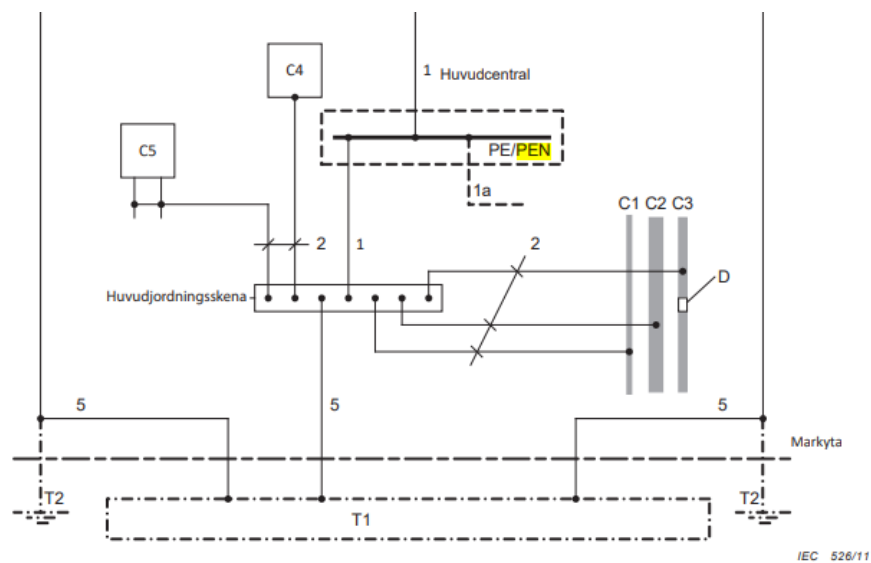 C4
1 Huvudcentral
C5
PE/PEN
1a
C1 C2 C3
2 1 2
D
Huvudjordningsskena
5 5 5
Markyta
T2 T2
T1
IEC 526/11